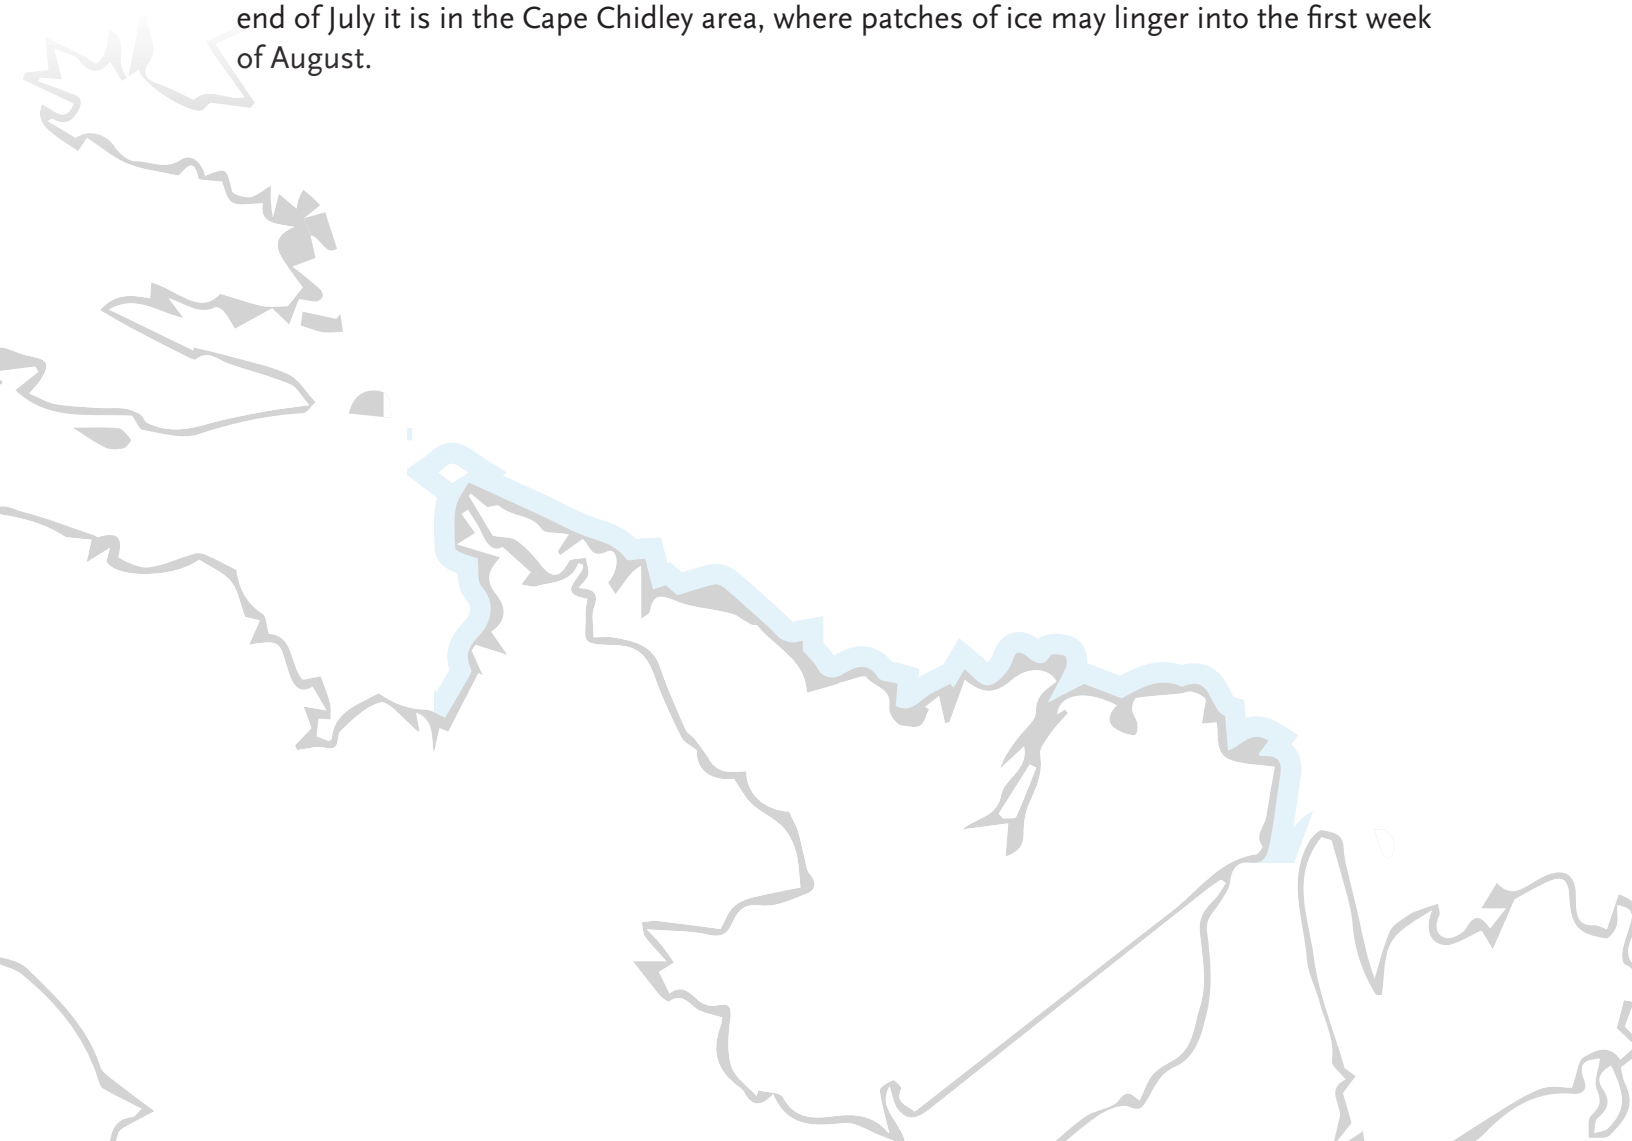 end of July it is in the Cape Chidley area, where patches of ice may linger into the first week
of August.